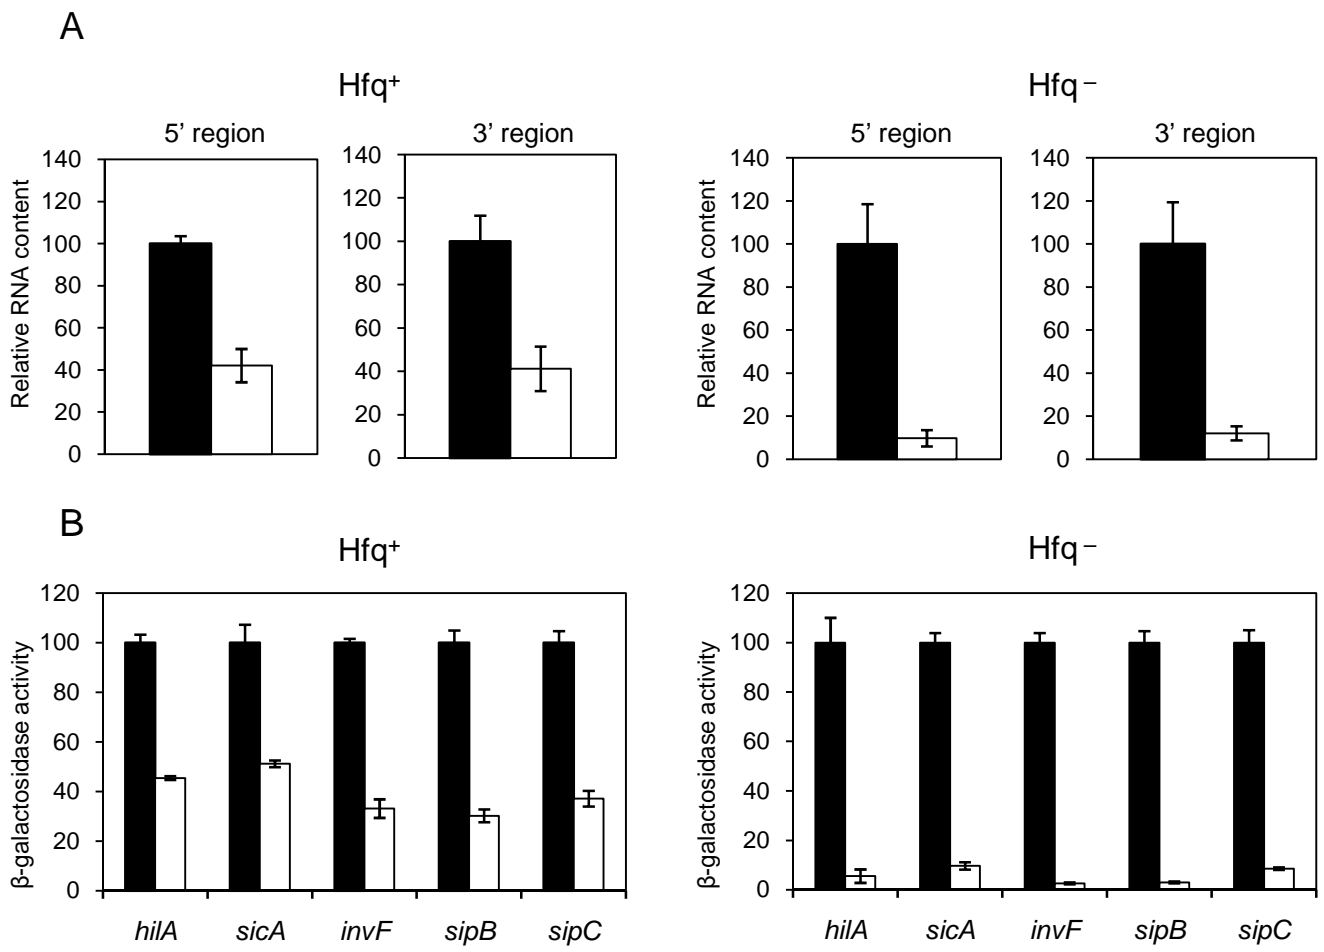 A
Hfq⁺
Hfq⁻
5’ region
3’ region
5’ region
3’ region
Relative RNA content
140
120
100
80
60
40
20
0
140
120
100
80
60
40
20
0
Relative RNA content
140
120
100
80
60
40
20
0
140
120
100
80
60
40
20
0
B
Hfq⁺
Hfq⁻
β-galactosidase activity
120
100
80
60
40
20
0
hilA sicA invF sipB sipC
β-galactosidase activity
120
100
80
60
40
20
0
hilA sicA invF sipB sipC